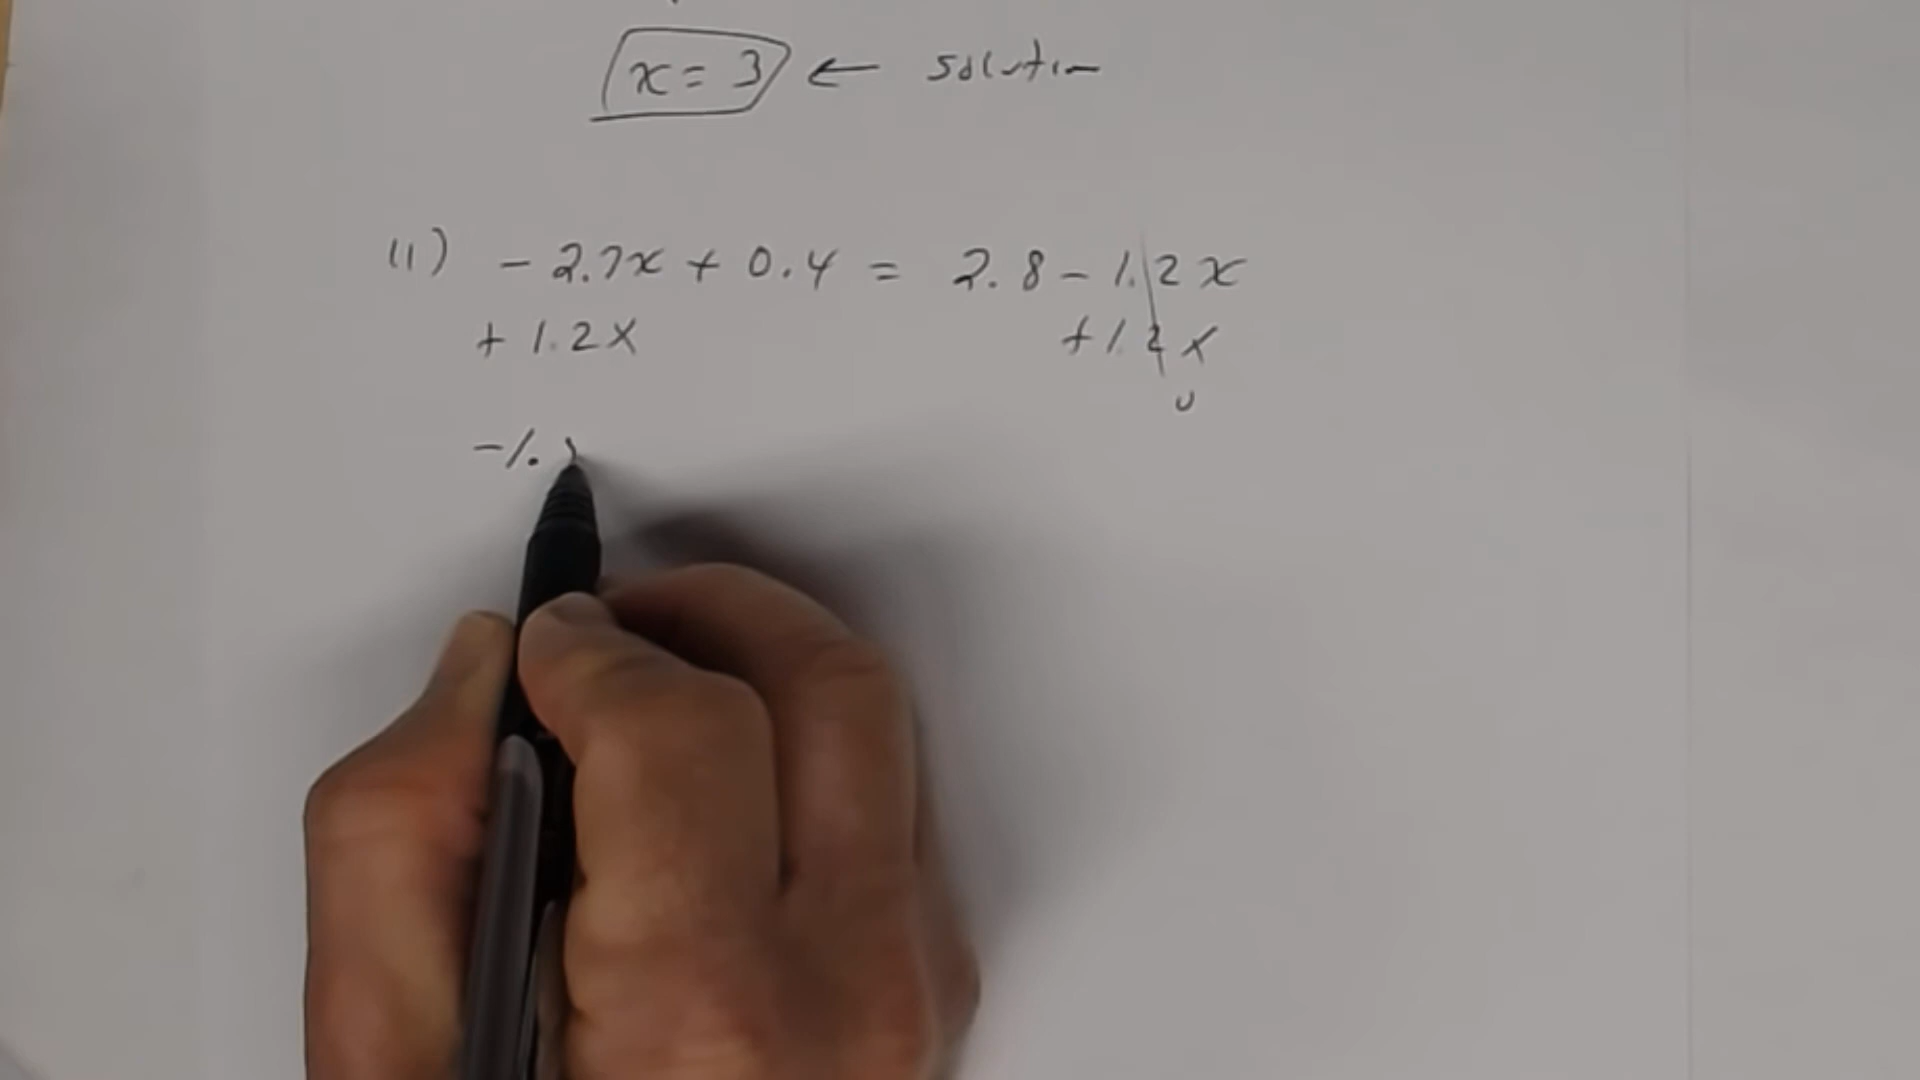 x = 3 ← solution
11) - 2.7x + 0.4 = 2.8 - 1.2x
+ 1.2x + 1.2x
0
-1.